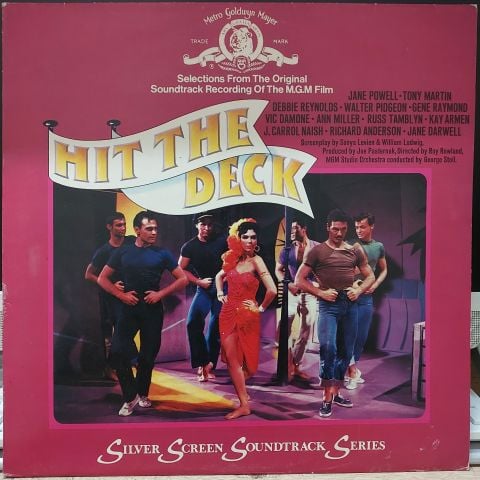 Metro Goldwyn Mayer
TRADE MARK
Selections From The Original
Soundtrack Recording Of The M.G.M Film
JANE POWELL · TONY MARTIN
DEBBIE REYNOLDS · WALTER PIDGEON · GENE RAYMOND
VIC DAMONE · ANN MILLER · RUSS TAMBLYN · KAY ARMEN
J. CARROL NAISH · RICHARD ANDERSON · JANE DARWELL
Screenplay by Sonya Levien & William Ludwig,
Produced by Joe Pasternak, Directed by Roy Rowland,
MGM Studio Orchestra conducted by George Stoll.
HIT THE
DECK
SILVER SCREEN SOUNDTRACK SERIES